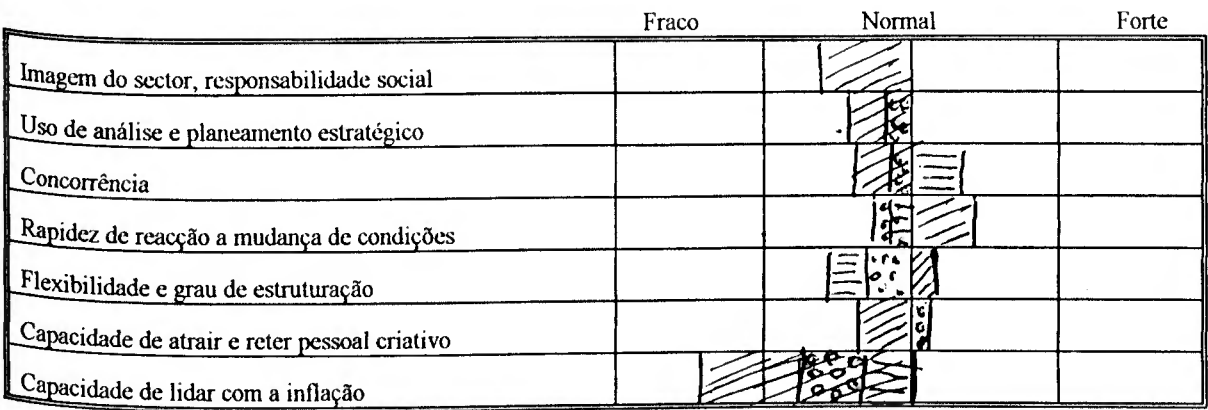 Fraco Normal Forte
Imagem do sector, responsabilidade social
Uso de análise e planeamento estratégico
Concorrência
Rapidez de reacção a mudança de condições
Flexibilidade e grau de estruturação
Capacidade de atrair e reter pessoal criativo
Capacidade de lidar com a inflação